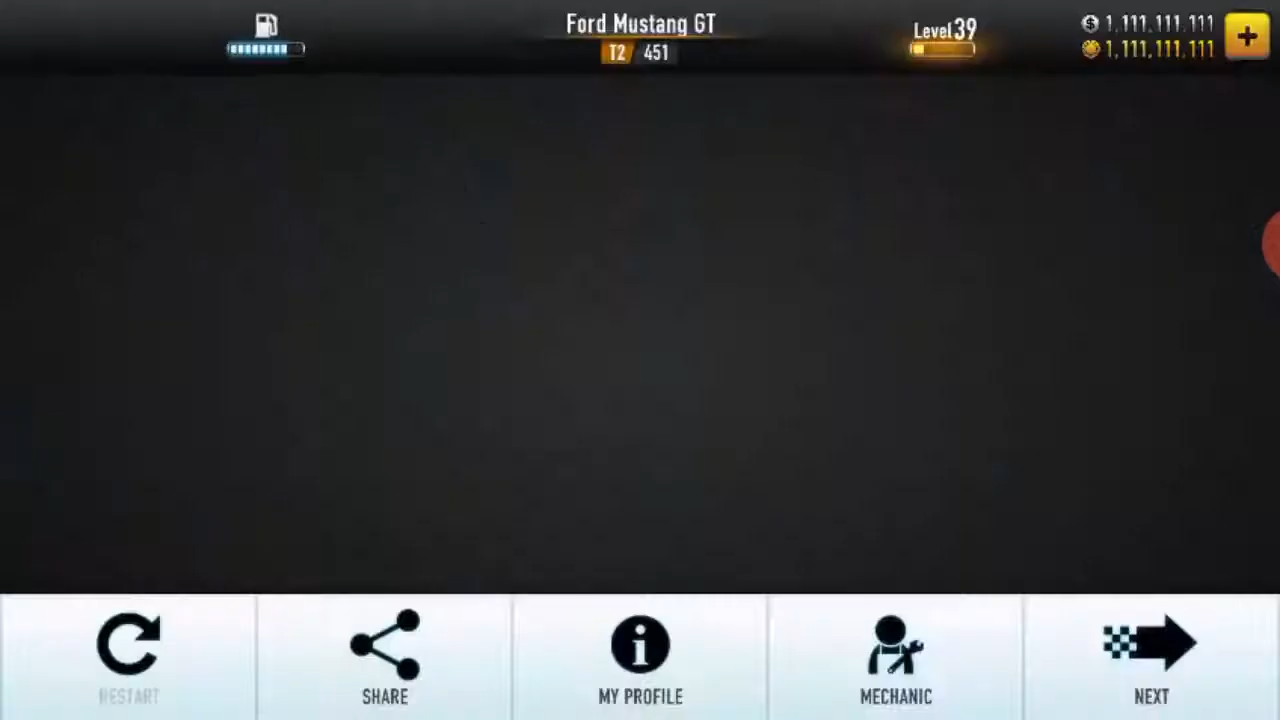 Ford Mustang GT
T2 451
Level 39
1,111,111,111
1,111,111,111
RESTART
SHARE
MY PROFILE
MECHANIC
NEXT